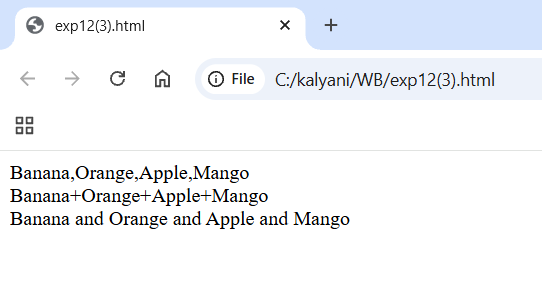 exp12(3).html
File C:/kalyani/WB/exp12(3).html
Banana,Orange,Apple,Mango
Banana+Orange+Apple+Mango
Banana and Orange and Apple and Mango